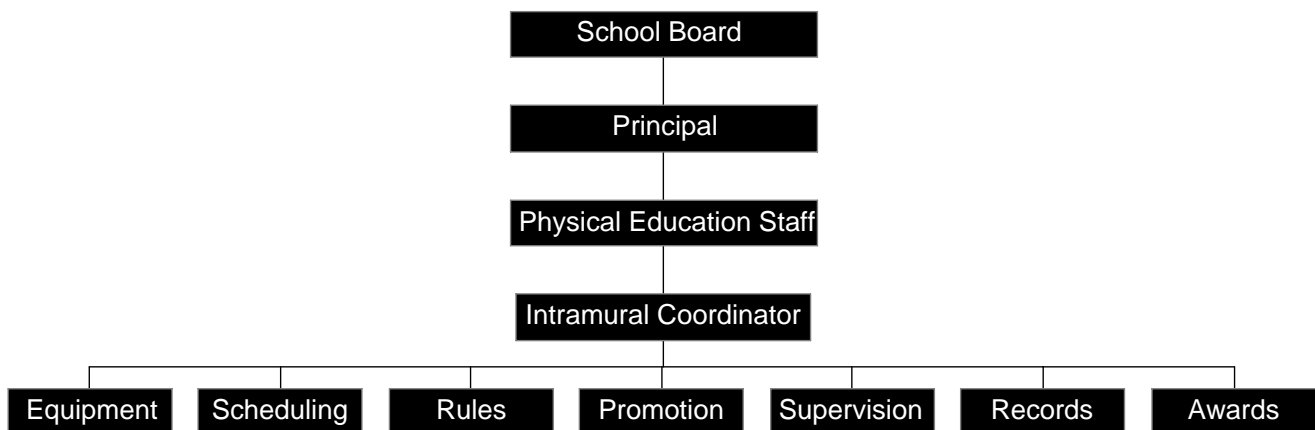 School Board
Principal
Physical Education Staff
Intramural Coordinator
Equipment Scheduling Rules Promotion Supervision Records Awards